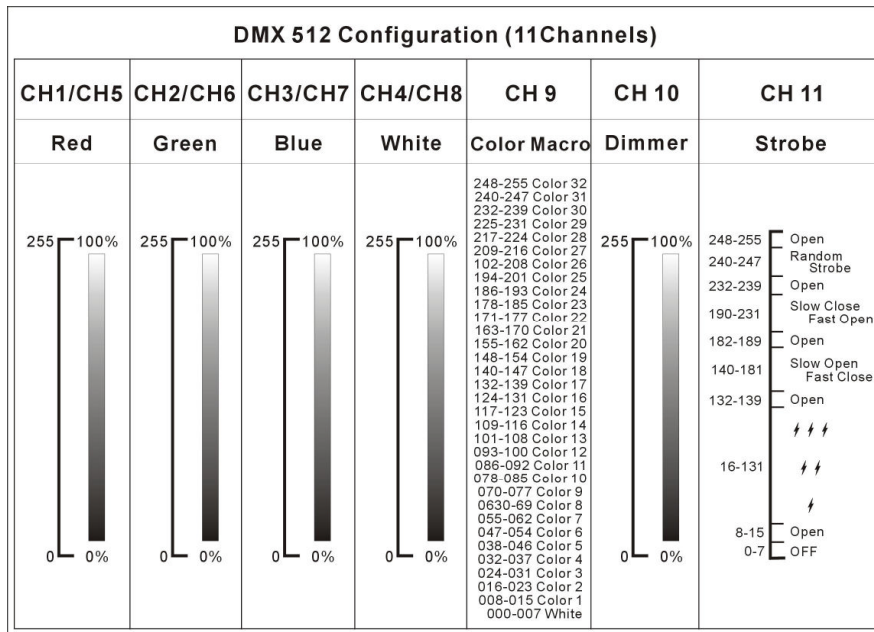 DMX 512 Configuration (11Channels)
CH1/CH5 CH2/CH6 CH3/CH7 CH4/CH8 CH 9 CH 10 CH 11
Red Green Blue White Color Macro Dimmer Strobe
255 100%
0 0%
255 100%
0 0%
255 100%
0 0%
255 100%
0 0%
248-255 Color 32
240-247 Color 31
232-239 Color 30
225-231 Color 29
217-224 Color 28
209-216 Color 27
102-208 Color 26
194-201 Color 25
186-193 Color 24
178-185 Color 23
171-177 Color 22
163-170 Color 21
155-162 Color 20
148-154 Color 19
140-147 Color 18
132-139 Color 17
124-131 Color 16
117-123 Color 15
109-116 Color 14
101-108 Color 13
093-100 Color 12
086-092 Color 11
078-085 Color 10
070-077 Color 9
0630-69 Color 8
055-062 Color 7
047-054 Color 6
038-046 Color 5
032-037 Color 4
024-031 Color 3
016-023 Color 2
008-015 Color 1
000-007 White
255 100%
0 0%
248-255 Open
240-247 Random
Strobe
232-239 Open
190-231 Slow Close
Fast Open
182-189 Open
140-181 Slow Open
Fast Close
132-139 Open
16-131
8-15 Open
0-7 OFF